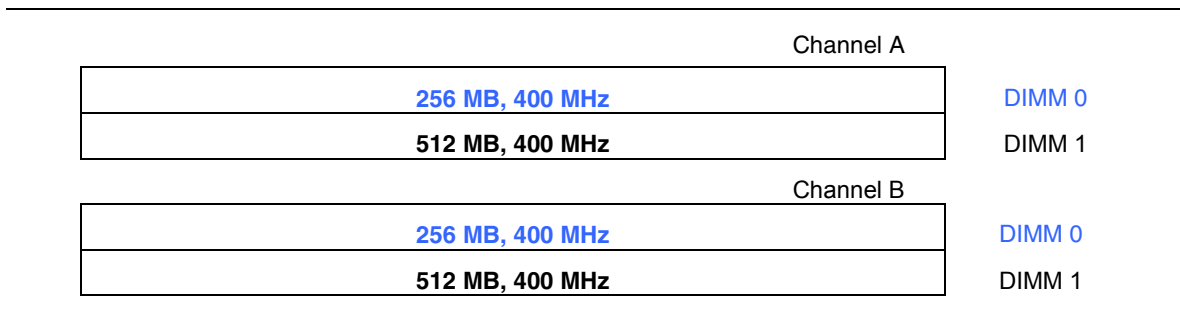 Channel A
256 MB, 400 MHz DIMM 0
512 MB, 400 MHz DIMM 1
Channel B
256 MB, 400 MHz DIMM 0
512 MB, 400 MHz DIMM 1